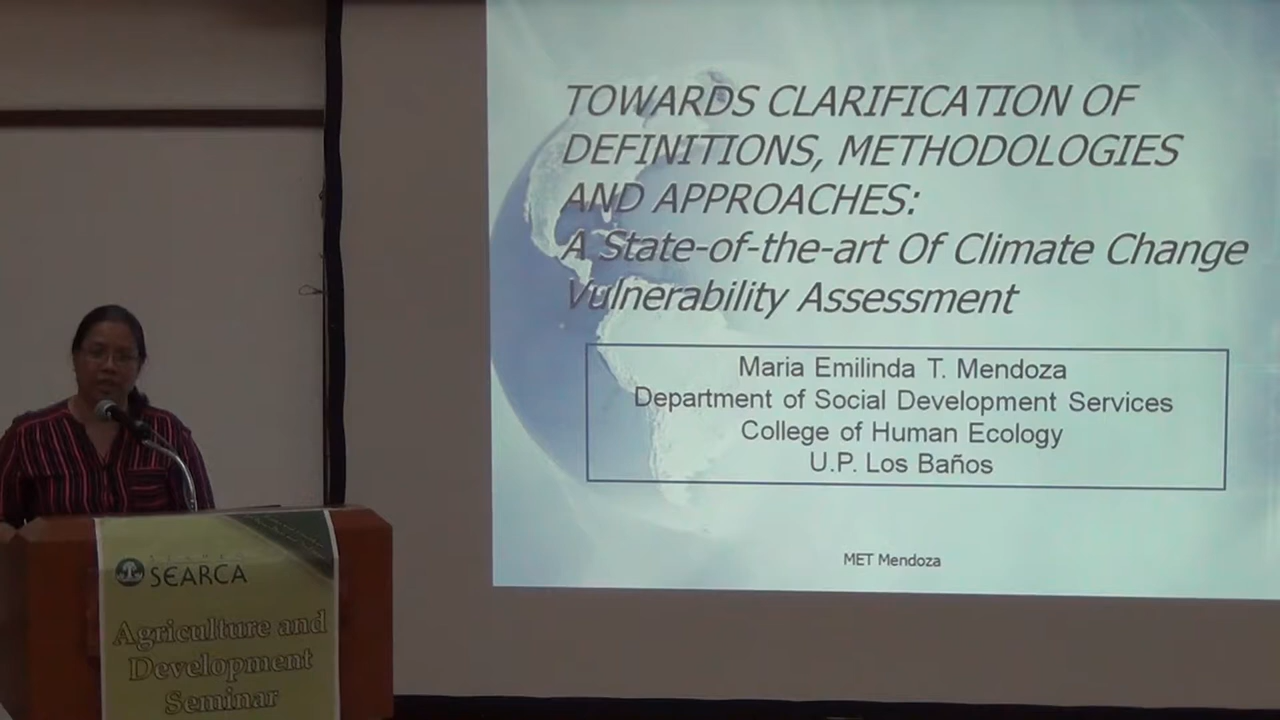 TOWARDS CLARIFICATION OF
DEFINITIONS, METHODOLOGIES
AND APPROACHES:
A State-of-the-art Of Climate Change
Vulnerability Assessment
Maria Emilinda T. Mendoza
Department of Social Development Services
College of Human Ecology
U.P. Los Baños
MET Mendoza
SEARCA
Agriculture and
Development
Seminar